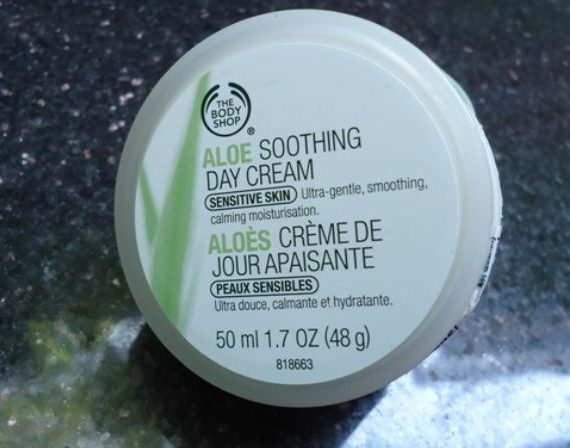 THE
BODY
SHOP
®
ALOE SOOTHING
DAY CREAM
SENSITIVE SKIN Ultra-gentle, smoothing,
calming moisturisation.
ALOÈS CRÈME DE
JOUR APAISANTE
PEAUX SENSIBLES
Ultra douce, calmante et hydratante.
50 ml 1.7 OZ (48 g)
818663